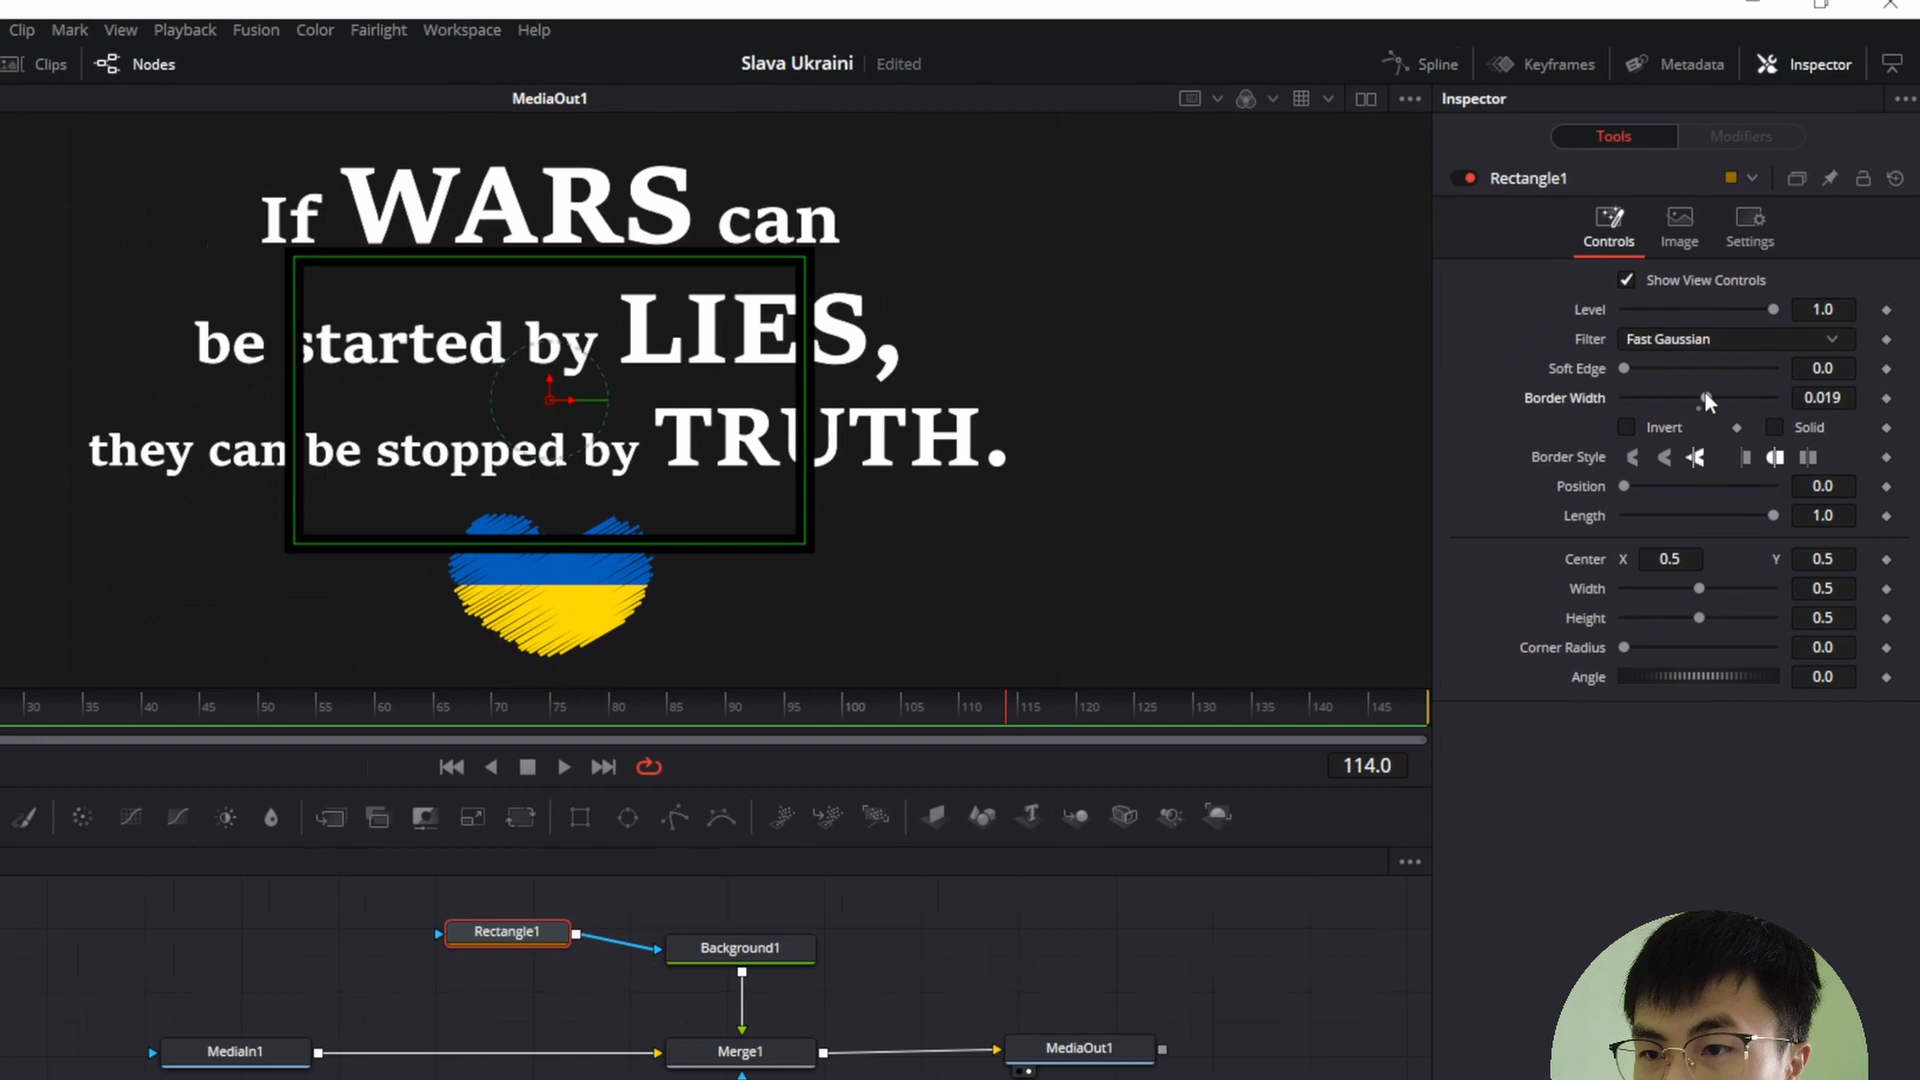 Clip Mark View Playback Fusion Color Fairlight Workspace Help
Clips Nodes Slava Ukraini Edited Spline Keyframes Metadata Inspector
MediaOut1 Inspector
Tools Modifiers
Rectangle1
Controls Image Settings
Show View Controls
Level 1.0
Filter Fast Gaussian
Soft Edge 0.0
Border Width 0.019
Invert Solid
Border Style
Position 0.0
Length 1.0
Center X 0.5 Y 0.5
Width 0.5
Height 0.5
Corner Radius 0.0
Angle 0.0
If WARS can
be started by LIES,
they can be stopped by TRUTH.
30 35 40 45 50 55 60 65 70 75 80 85 90 95 100 105 110 115 120 125 130 135 140 145
114.0
Rectangle1
Background1
MediaIn1 Merge1 MediaOut1